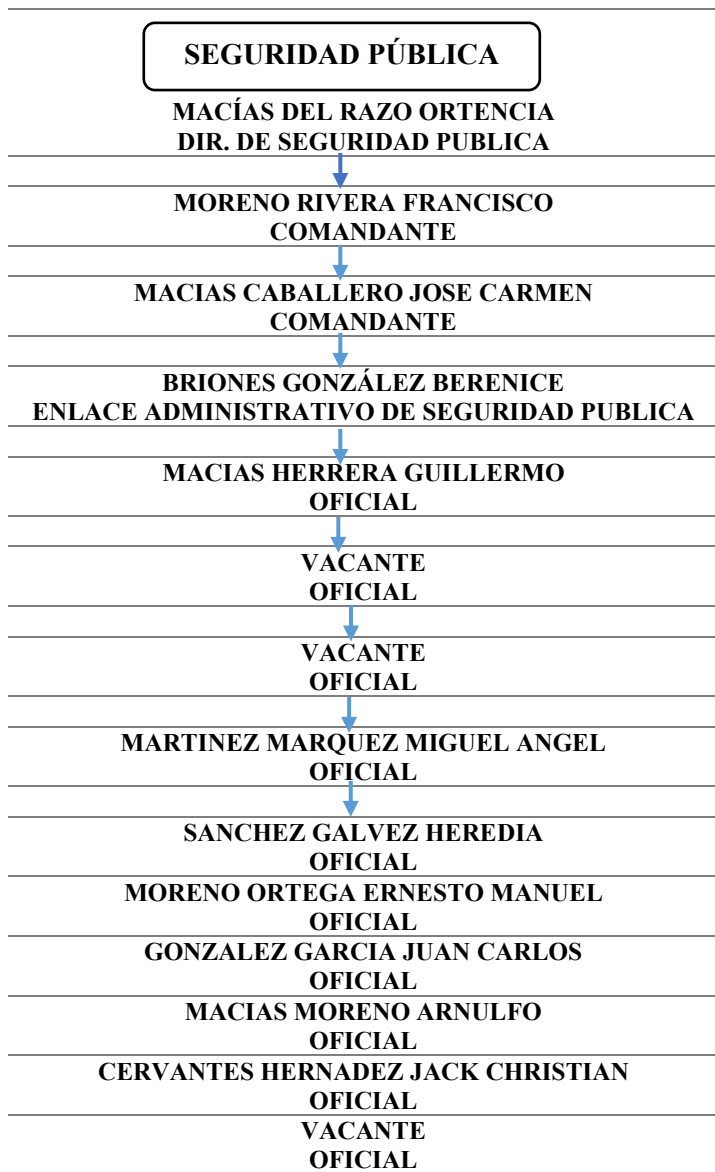 SEGURIDAD PÚBLICA
MACÍAS DEL RAZO ORTENCIA
DIR. DE SEGURIDAD PUBLICA
MORENO RIVERA FRANCISCO
COMANDANTE
MACIAS CABALLERO JOSE CARMEN
COMANDANTE
BRIONES GONZÁLEZ BERENICE
ENLACE ADMINISTRATIVO DE SEGURIDAD PUBLICA
MACIAS HERRERA GUILLERMO
OFICIAL
VACANTE
OFICIAL
VACANTE
OFICIAL
MARTINEZ MARQUEZ MIGUEL ANGEL
OFICIAL
SANCHEZ GALVEZ HEREDIA
OFICIAL
MORENO ORTEGA ERNESTO MANUEL
OFICIAL
GONZALEZ GARCIA JUAN CARLOS
OFICIAL
MACIAS MORENO ARNULFO
OFICIAL
CERVANTES HERNADEZ JACK CHRISTIAN
OFICIAL
VACANTE
OFICIAL